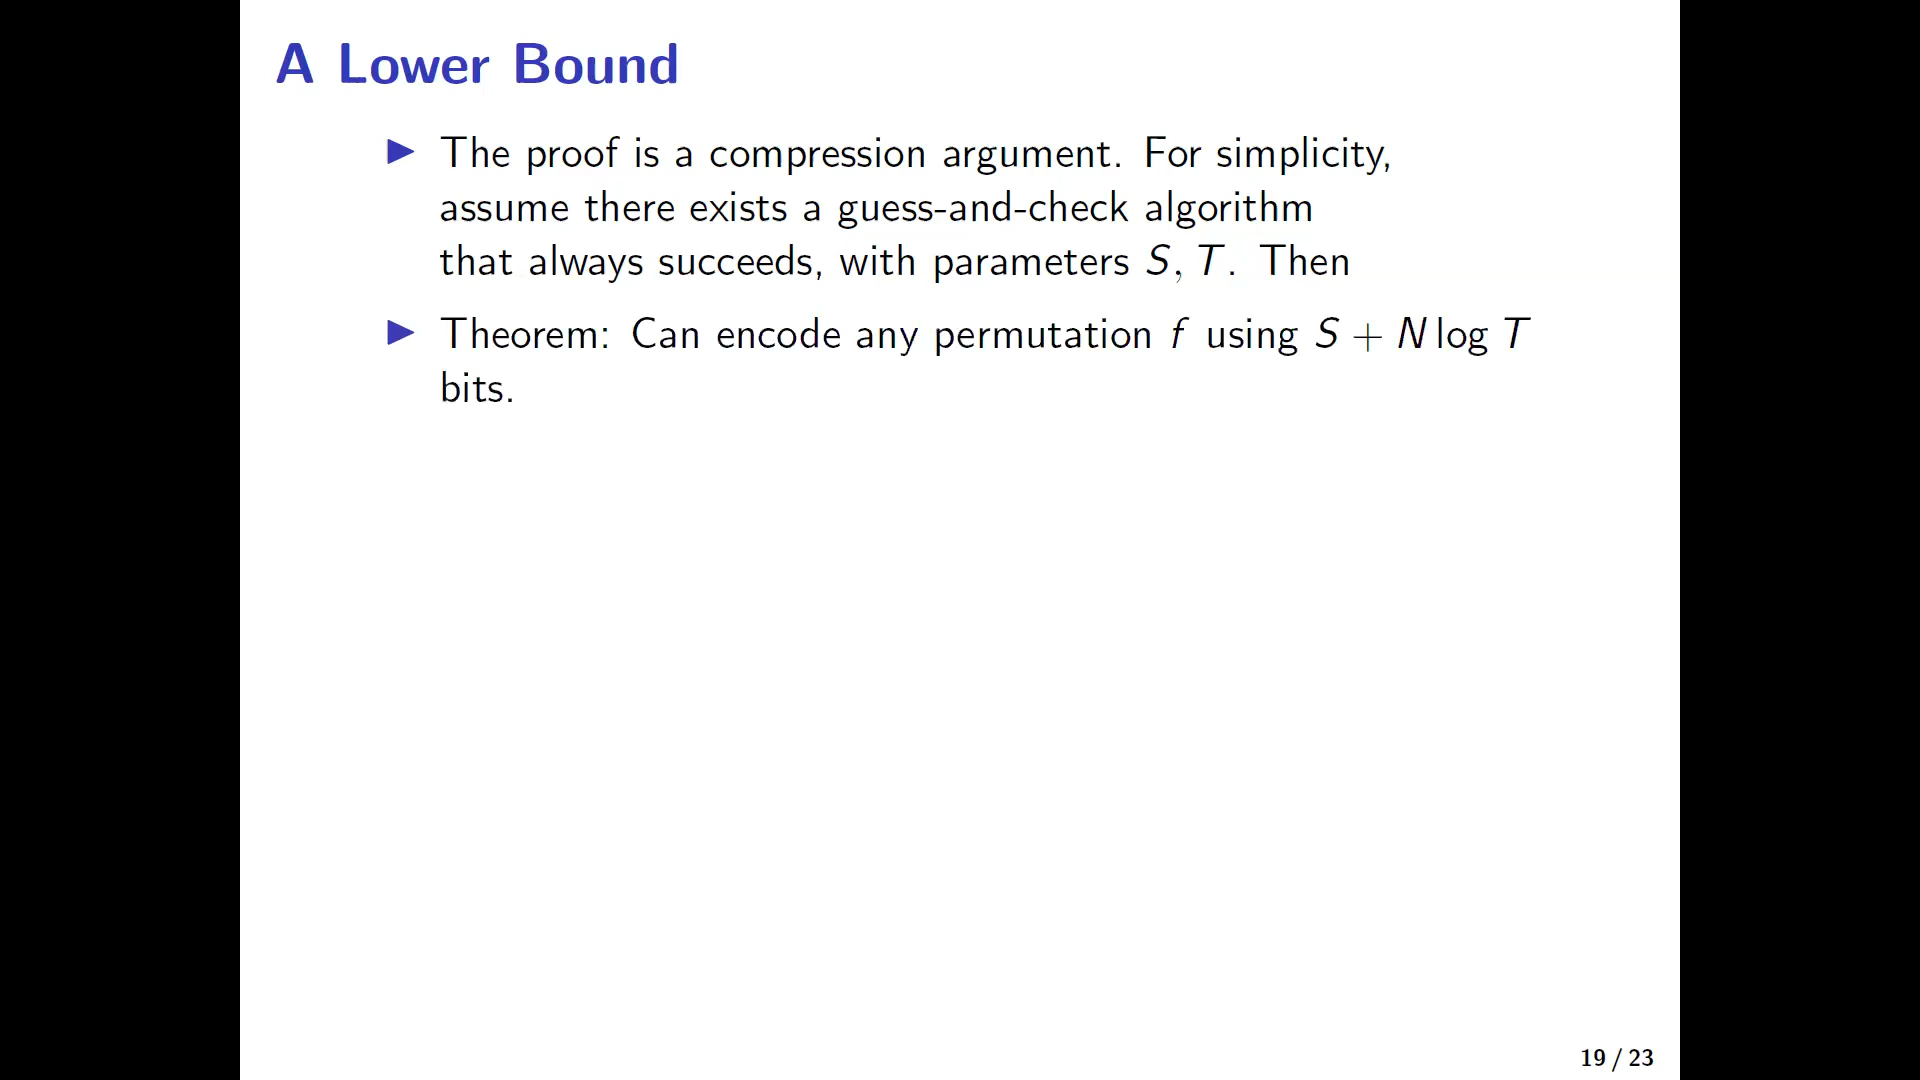 A Lower Bound
▶ The proof is a compression argument. For simplicity,
assume there exists a guess-and-check algorithm
that always succeeds, with parameters S, T. Then
▶ Theorem: Can encode any permutation f using S + N log T
bits.
19 / 23